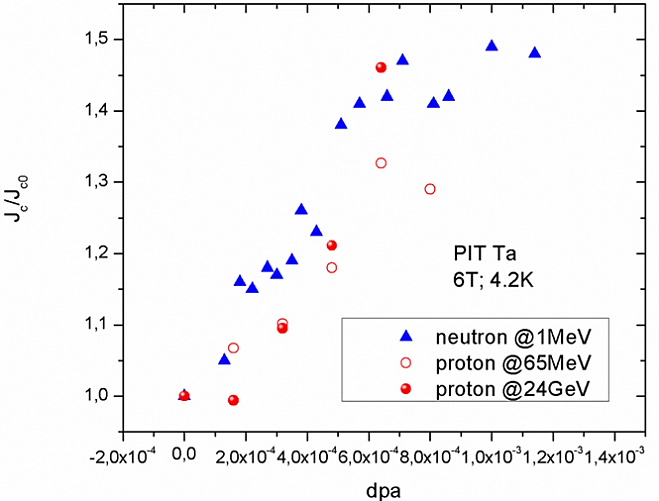 1,5
1,4
1,3
1,2
1,1
1,0
Jc/Jc0
PIT Ta
6T; 4.2K
neutron @1MeV
proton @65MeV
proton @24GeV
-2,0x10⁻⁴ 0,0 2,0x10⁻⁴ 4,0x10⁻⁴ 6,0x10⁻⁴ 8,0x10⁻⁴ 1,0x10⁻³ 1,2x10⁻³ 1,4x10⁻³
dpa